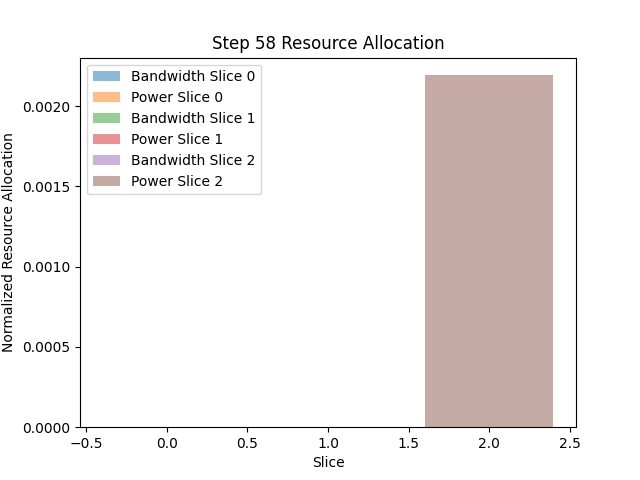 Step 58 Resource Allocation
Bandwidth Slice 0
Power Slice 0
Bandwidth Slice 1
Power Slice 1
Bandwidth Slice 2
Power Slice 2
Normalized Resource Allocation
0.0020
0.0015
0.0010
0.0005
0.0000
−0.5 0.0 0.5 1.0 1.5 2.0 2.5
Slice